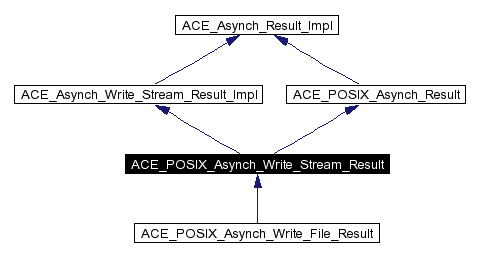 ACE_Asynch_Result_Impl
ACE_Asynch_Write_Stream_Result_Impl
ACE_POSIX_Asynch_Result
ACE_POSIX_Asynch_Write_Stream_Result
ACE_POSIX_Asynch_Write_File_Result